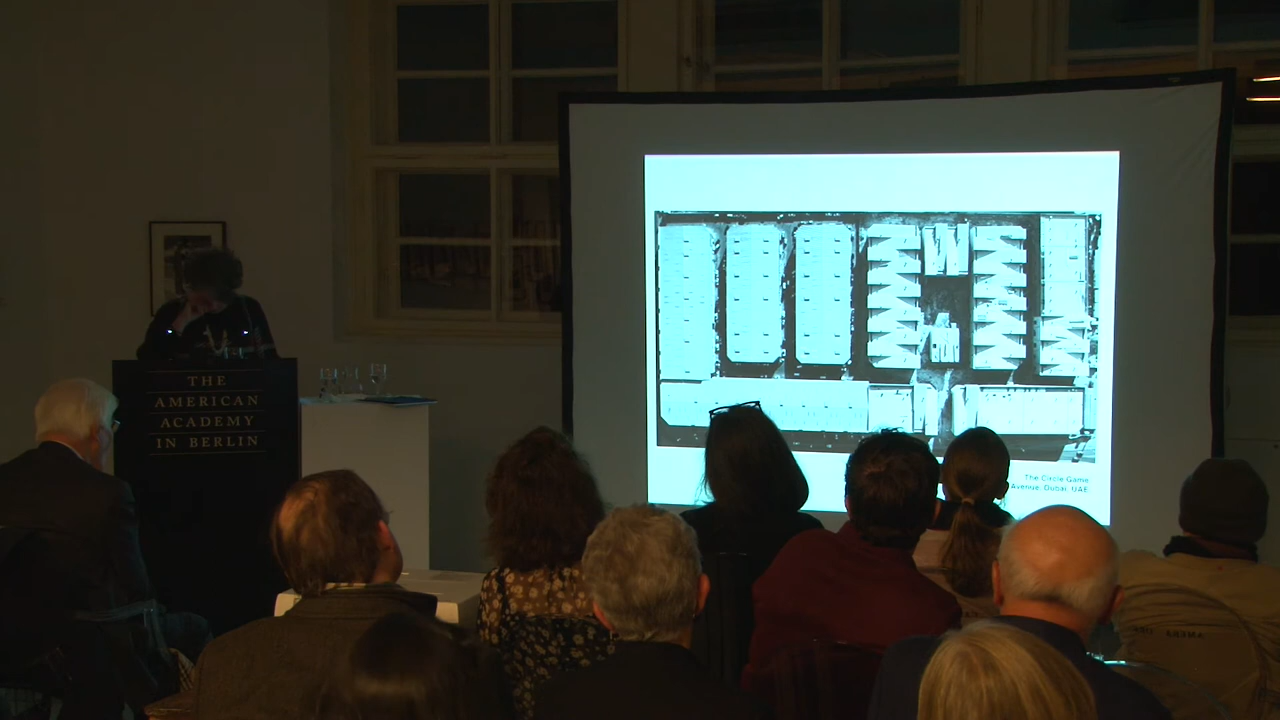 THE
AMERICAN
ACADEMY
IN BERLIN
The Circle Game
Avenue, Dubai, UAE